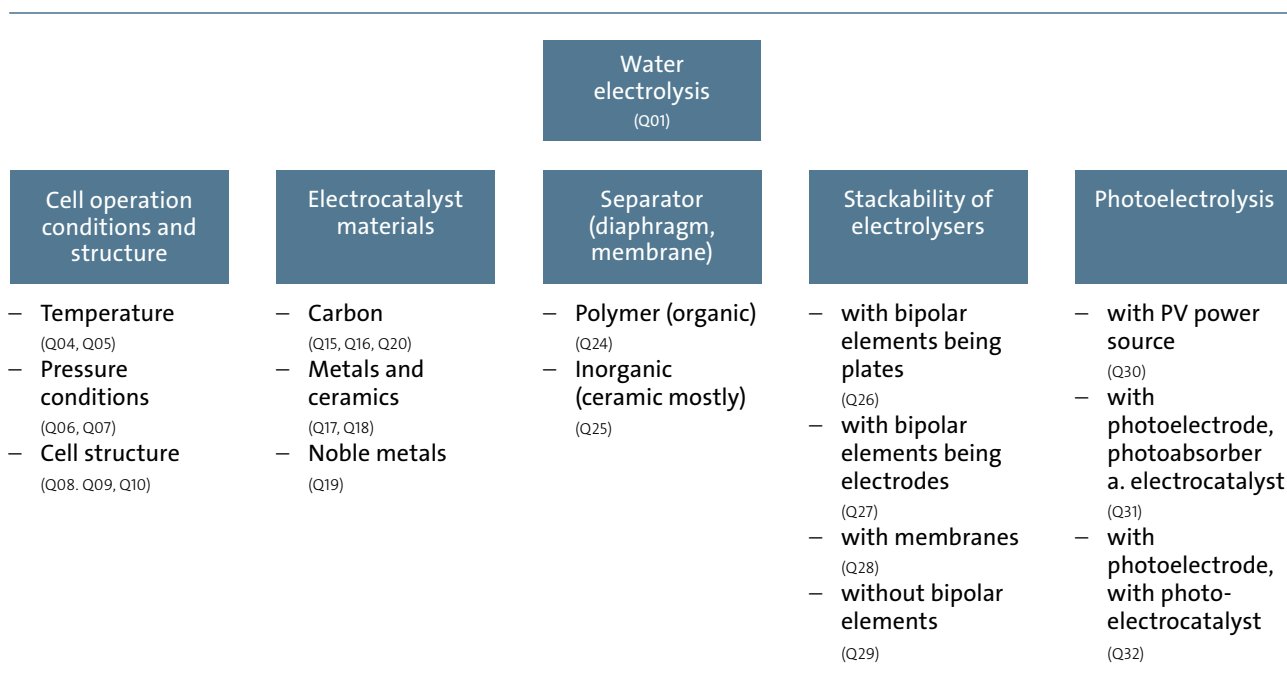 Water
electrolysis
(Q01)
Cell operation
conditions and
structure
– Temperature
(Q04, Q05)
– Pressure
conditions
(Q06, Q07)
– Cell structure
(Q08. Q09, Q10)
Electrocatalyst
materials
– Carbon
(Q15, Q16, Q20)
– Metals and
ceramics
(Q17, Q18)
– Noble metals
(Q19)
Separator
(diaphragm,
membrane)
– Polymer (organic)
(Q24)
– Inorganic
(ceramic mostly)
(Q25)
Stackability of
electrolysers
– with bipolar
elements being
plates
(Q26)
– with bipolar
elements being
electrodes
(Q27)
– with membranes
(Q28)
– without bipolar
elements
(Q29)
Photoelectrolysis
– with PV power
source
(Q30)
– with
photoelectrode,
photoabsorber
a. electrocatalyst
(Q31)
– with
photoelectrode,
with photo-
electrocatalyst
(Q32)